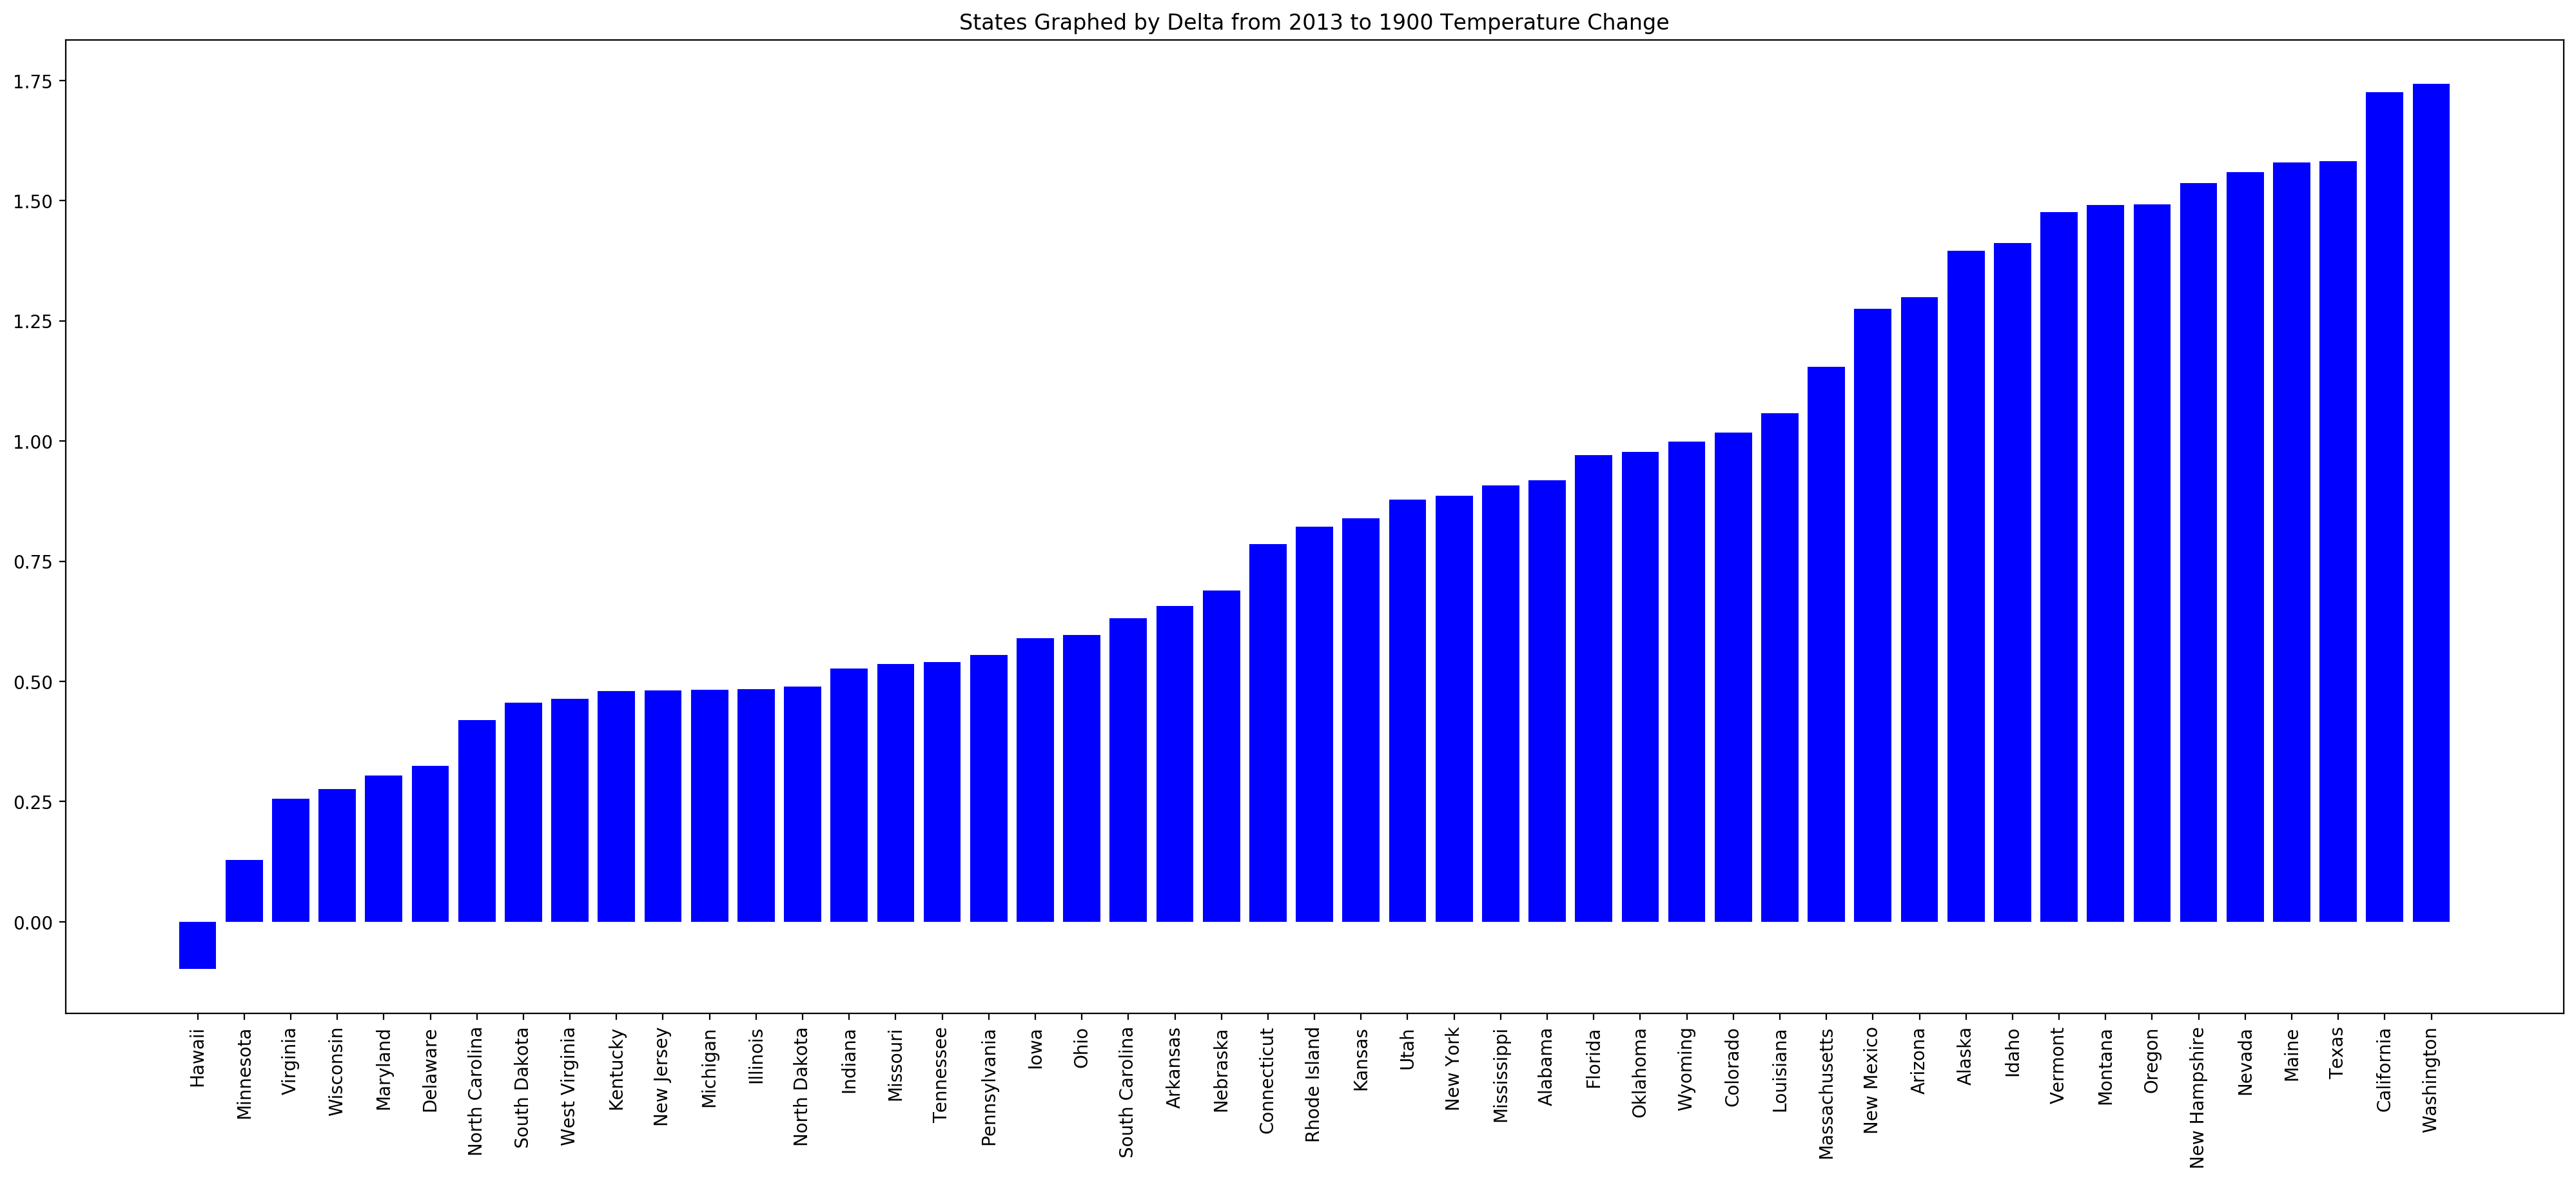 States Graphed by Delta from 2013 to 1900 Temperature Change
1.75
1.50
1.25
1.00
0.75
0.50
0.25
0.00
Hawaii
Minnesota
Virginia
Wisconsin
Maryland
Delaware
North Carolina
South Dakota
West Virginia
Kentucky
New Jersey
Michigan
Illinois
North Dakota
Indiana
Missouri
Tennessee
Pennsylvania
Iowa
Ohio
South Carolina
Arkansas
Nebraska
Connecticut
Rhode Island
Kansas
Utah
New York
Mississippi
Alabama
Florida
Oklahoma
Wyoming
Colorado
Louisiana
Massachusetts
New Mexico
Arizona
Alaska
Idaho
Vermont
Montana
Oregon
New Hampshire
Nevada
Maine
Texas
California
Washington